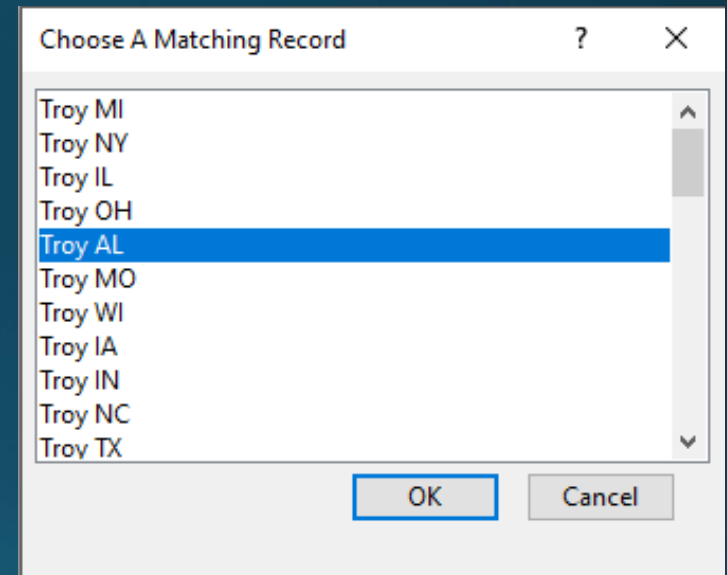 Choose A Matching Record ?
Troy MI
Troy NY
Troy IL
Troy OH
Troy AL
Troy MO
Troy WI
Troy IA
Troy IN
Troy NC
Troy TX
OK Cancel